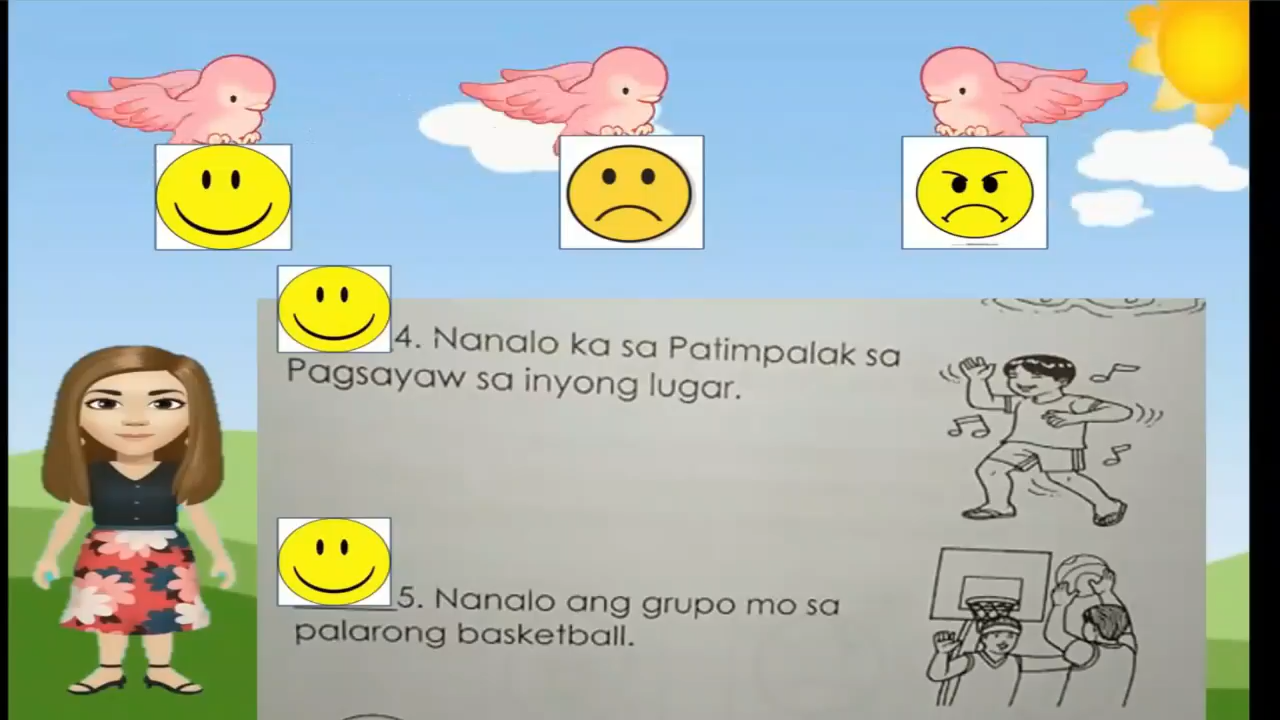 4. Nanalo ka sa Patimpalak sa
Pagsayaw sa inyong lugar.
5. Nanalo ang grupo mo sa
palarong basketball.